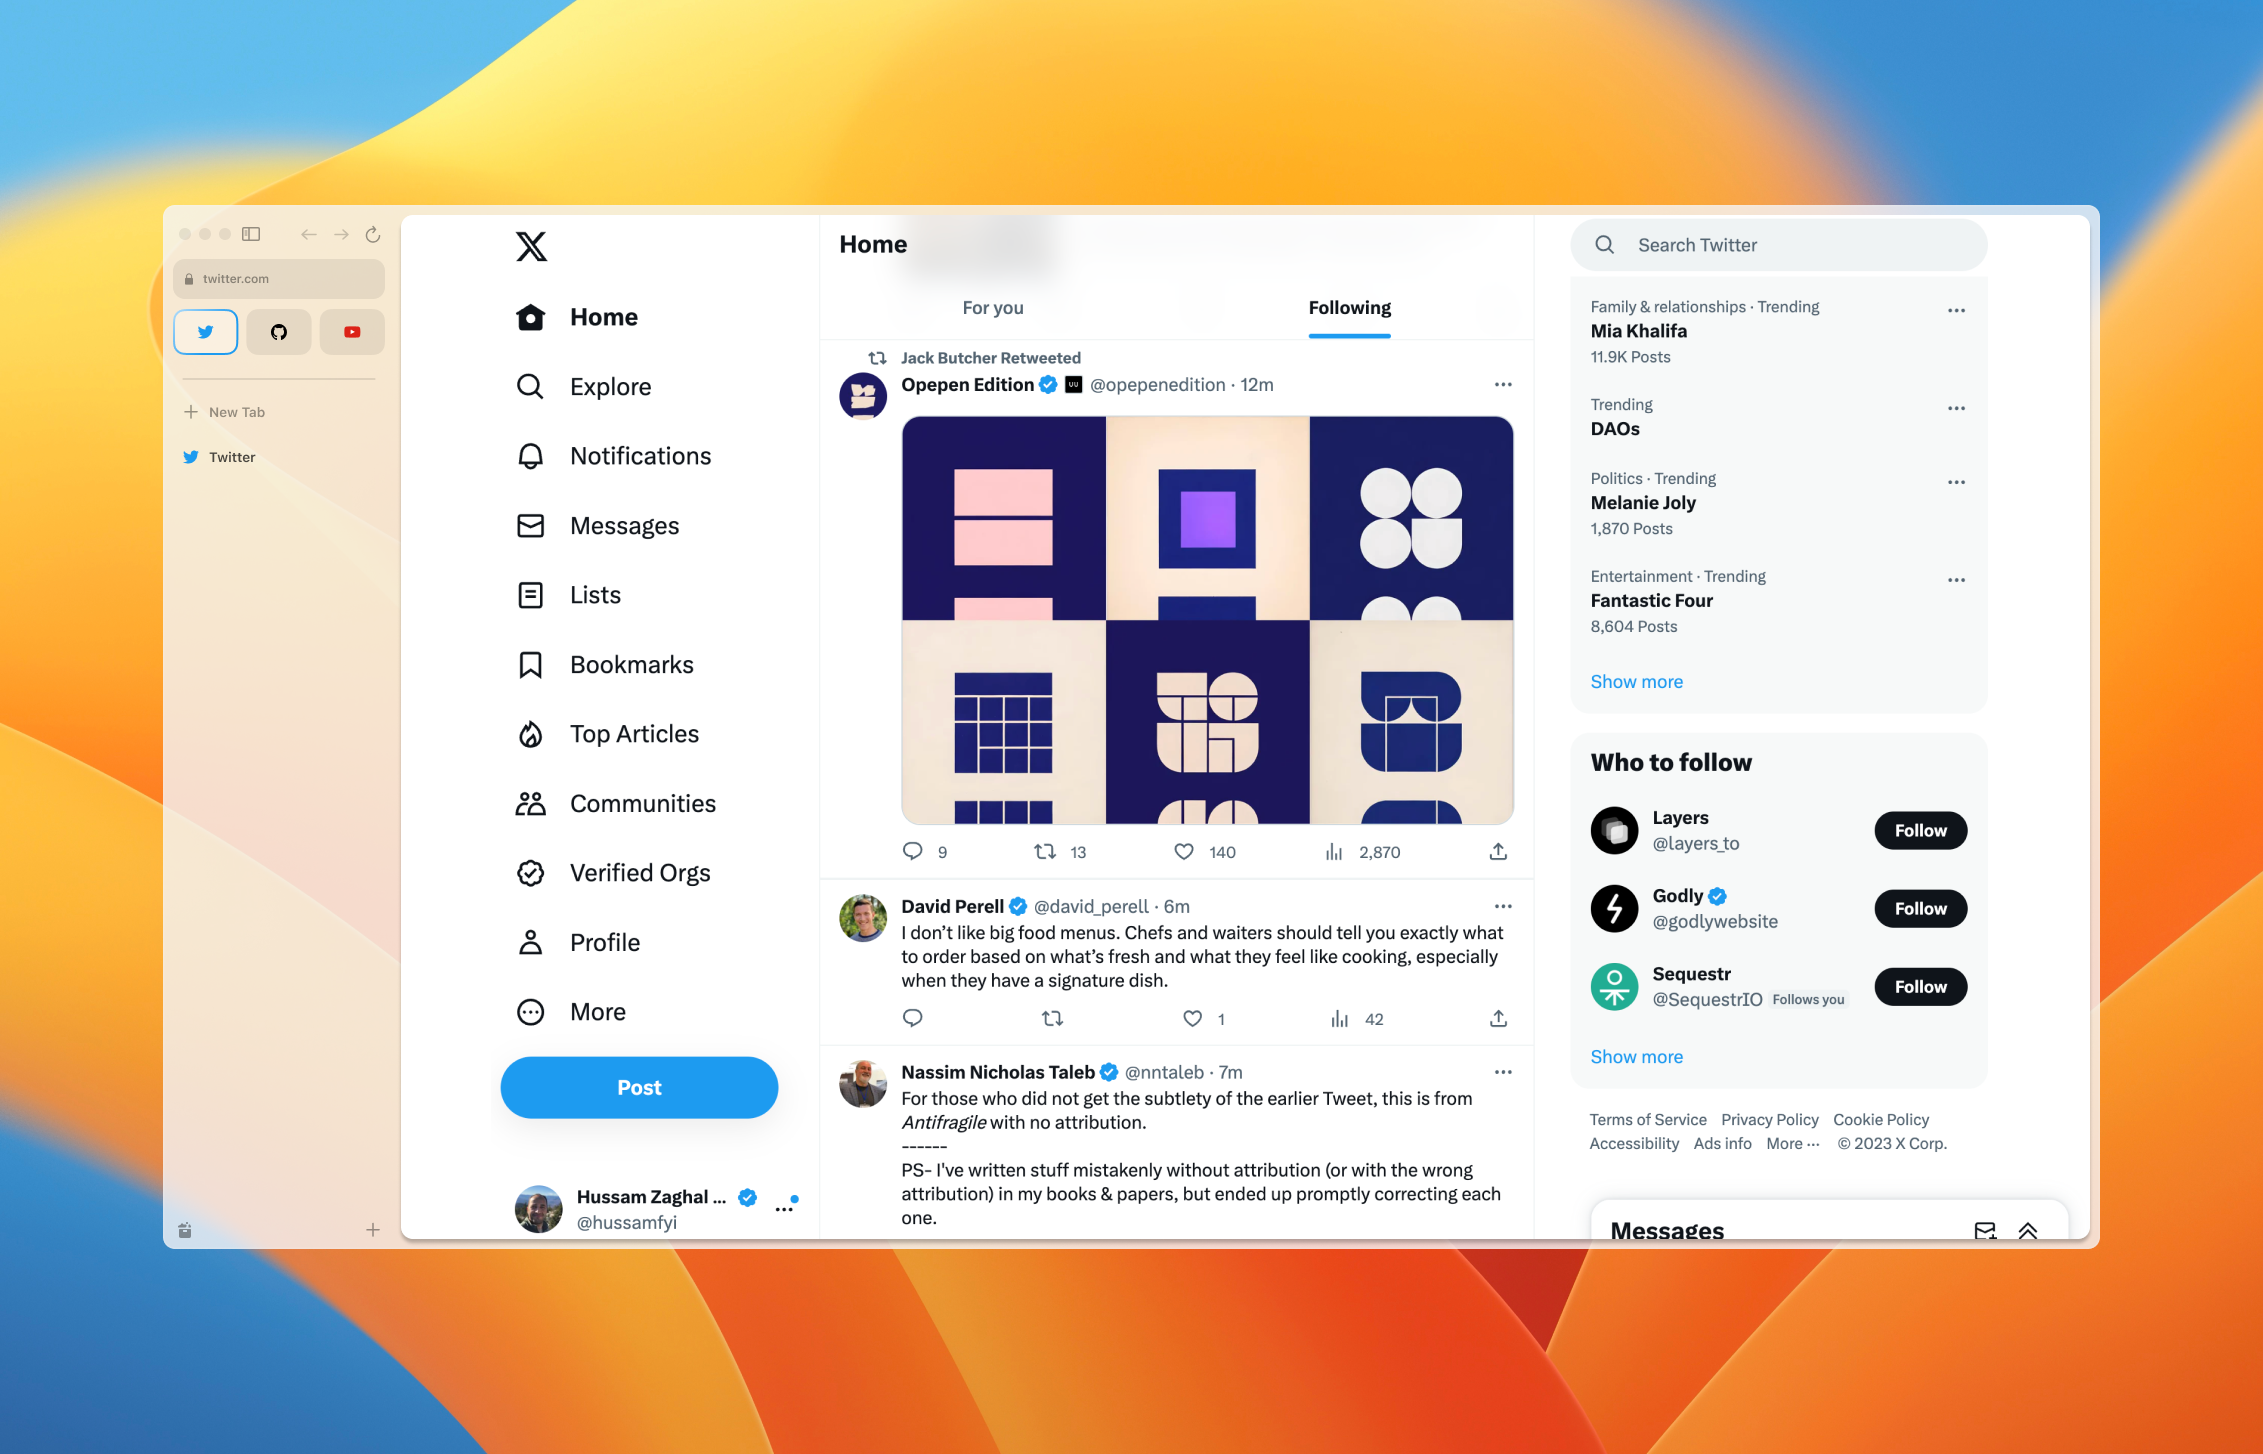 twitter.com
New Tab
Twitter
Home
Explore
Notifications
Messages
Lists
Bookmarks
Top Articles
Communities
Verified Orgs
Profile
More
Post
Hussam Zaghal ...
@hussamfyi
Home
For you
Following
Jack Butcher Retweeted
Opepen Edition @opepenedition · 12m
9
13
140
2,870
David Perell @david_perell · 6m
I don’t like big food menus. Chefs and waiters should tell you exactly what
to order based on what’s fresh and what they feel like cooking, especially
when they have a signature dish.
1
42
Nassim Nicholas Taleb @nntaleb · 7m
For those who did not get the subtlety of the earlier Tweet, this is from
Antifragile with no attribution.
------
PS- I've written stuff mistakenly without attribution (or with the wrong
attribution) in my books & papers, but ended up promptly correcting each
one.
Search Twitter
Family & relationships · Trending
Mia Khalifa
11.9K Posts
Trending
DAOs
Politics · Trending
Melanie Joly
1,870 Posts
Entertainment · Trending
Fantastic Four
8,604 Posts
Show more
Who to follow
Layers
@layers_to
Follow
Godly
@godlywebsite
Follow
Sequestr
@SequestrIO Follows you
Follow
Show more
Terms of Service Privacy Policy Cookie Policy
Accessibility Ads info More ··· © 2023 X Corp.
Messages